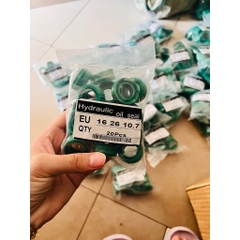 Hydraulic oil seal
EU 16 26 10.7
QTY 20Pcs